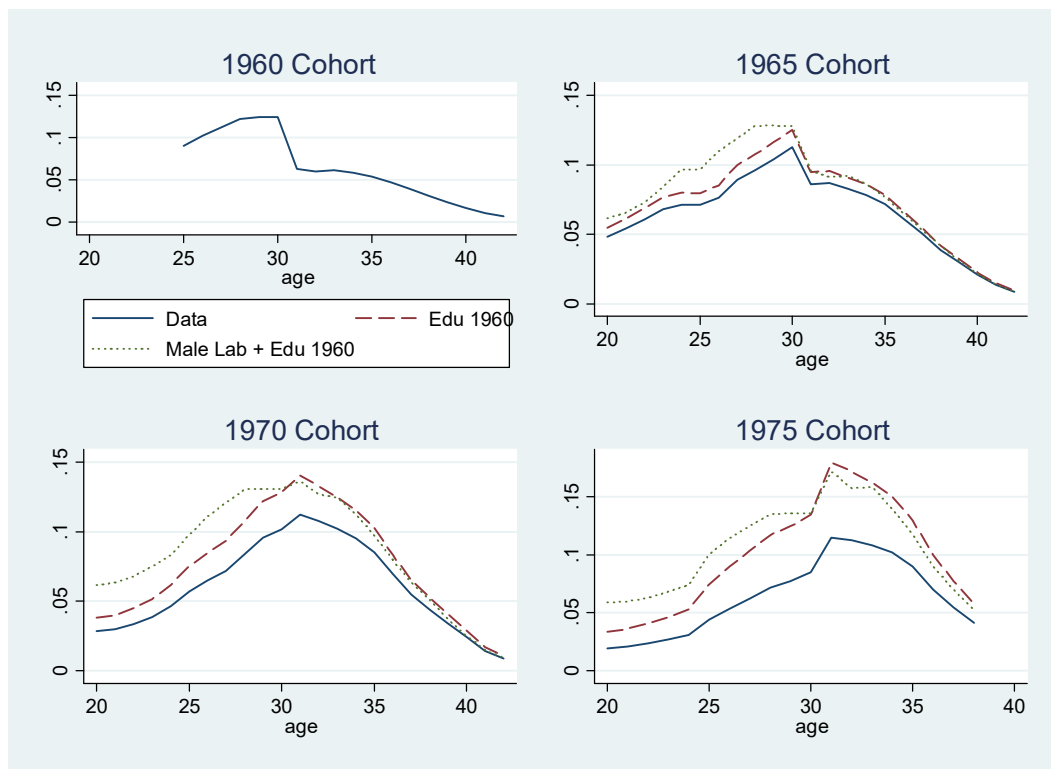 1960 Cohort
.15
.1
.05
0
20 25 30 35 40
age
Data
Edu 1960
Male Lab + Edu 1960
1965 Cohort
.15
.1
.05
0
20 25 30 35 40
age
1970 Cohort
.15
.1
.05
0
20 25 30 35 40
age
1975 Cohort
.15
.1
.05
0
20 25 30 35 40
age